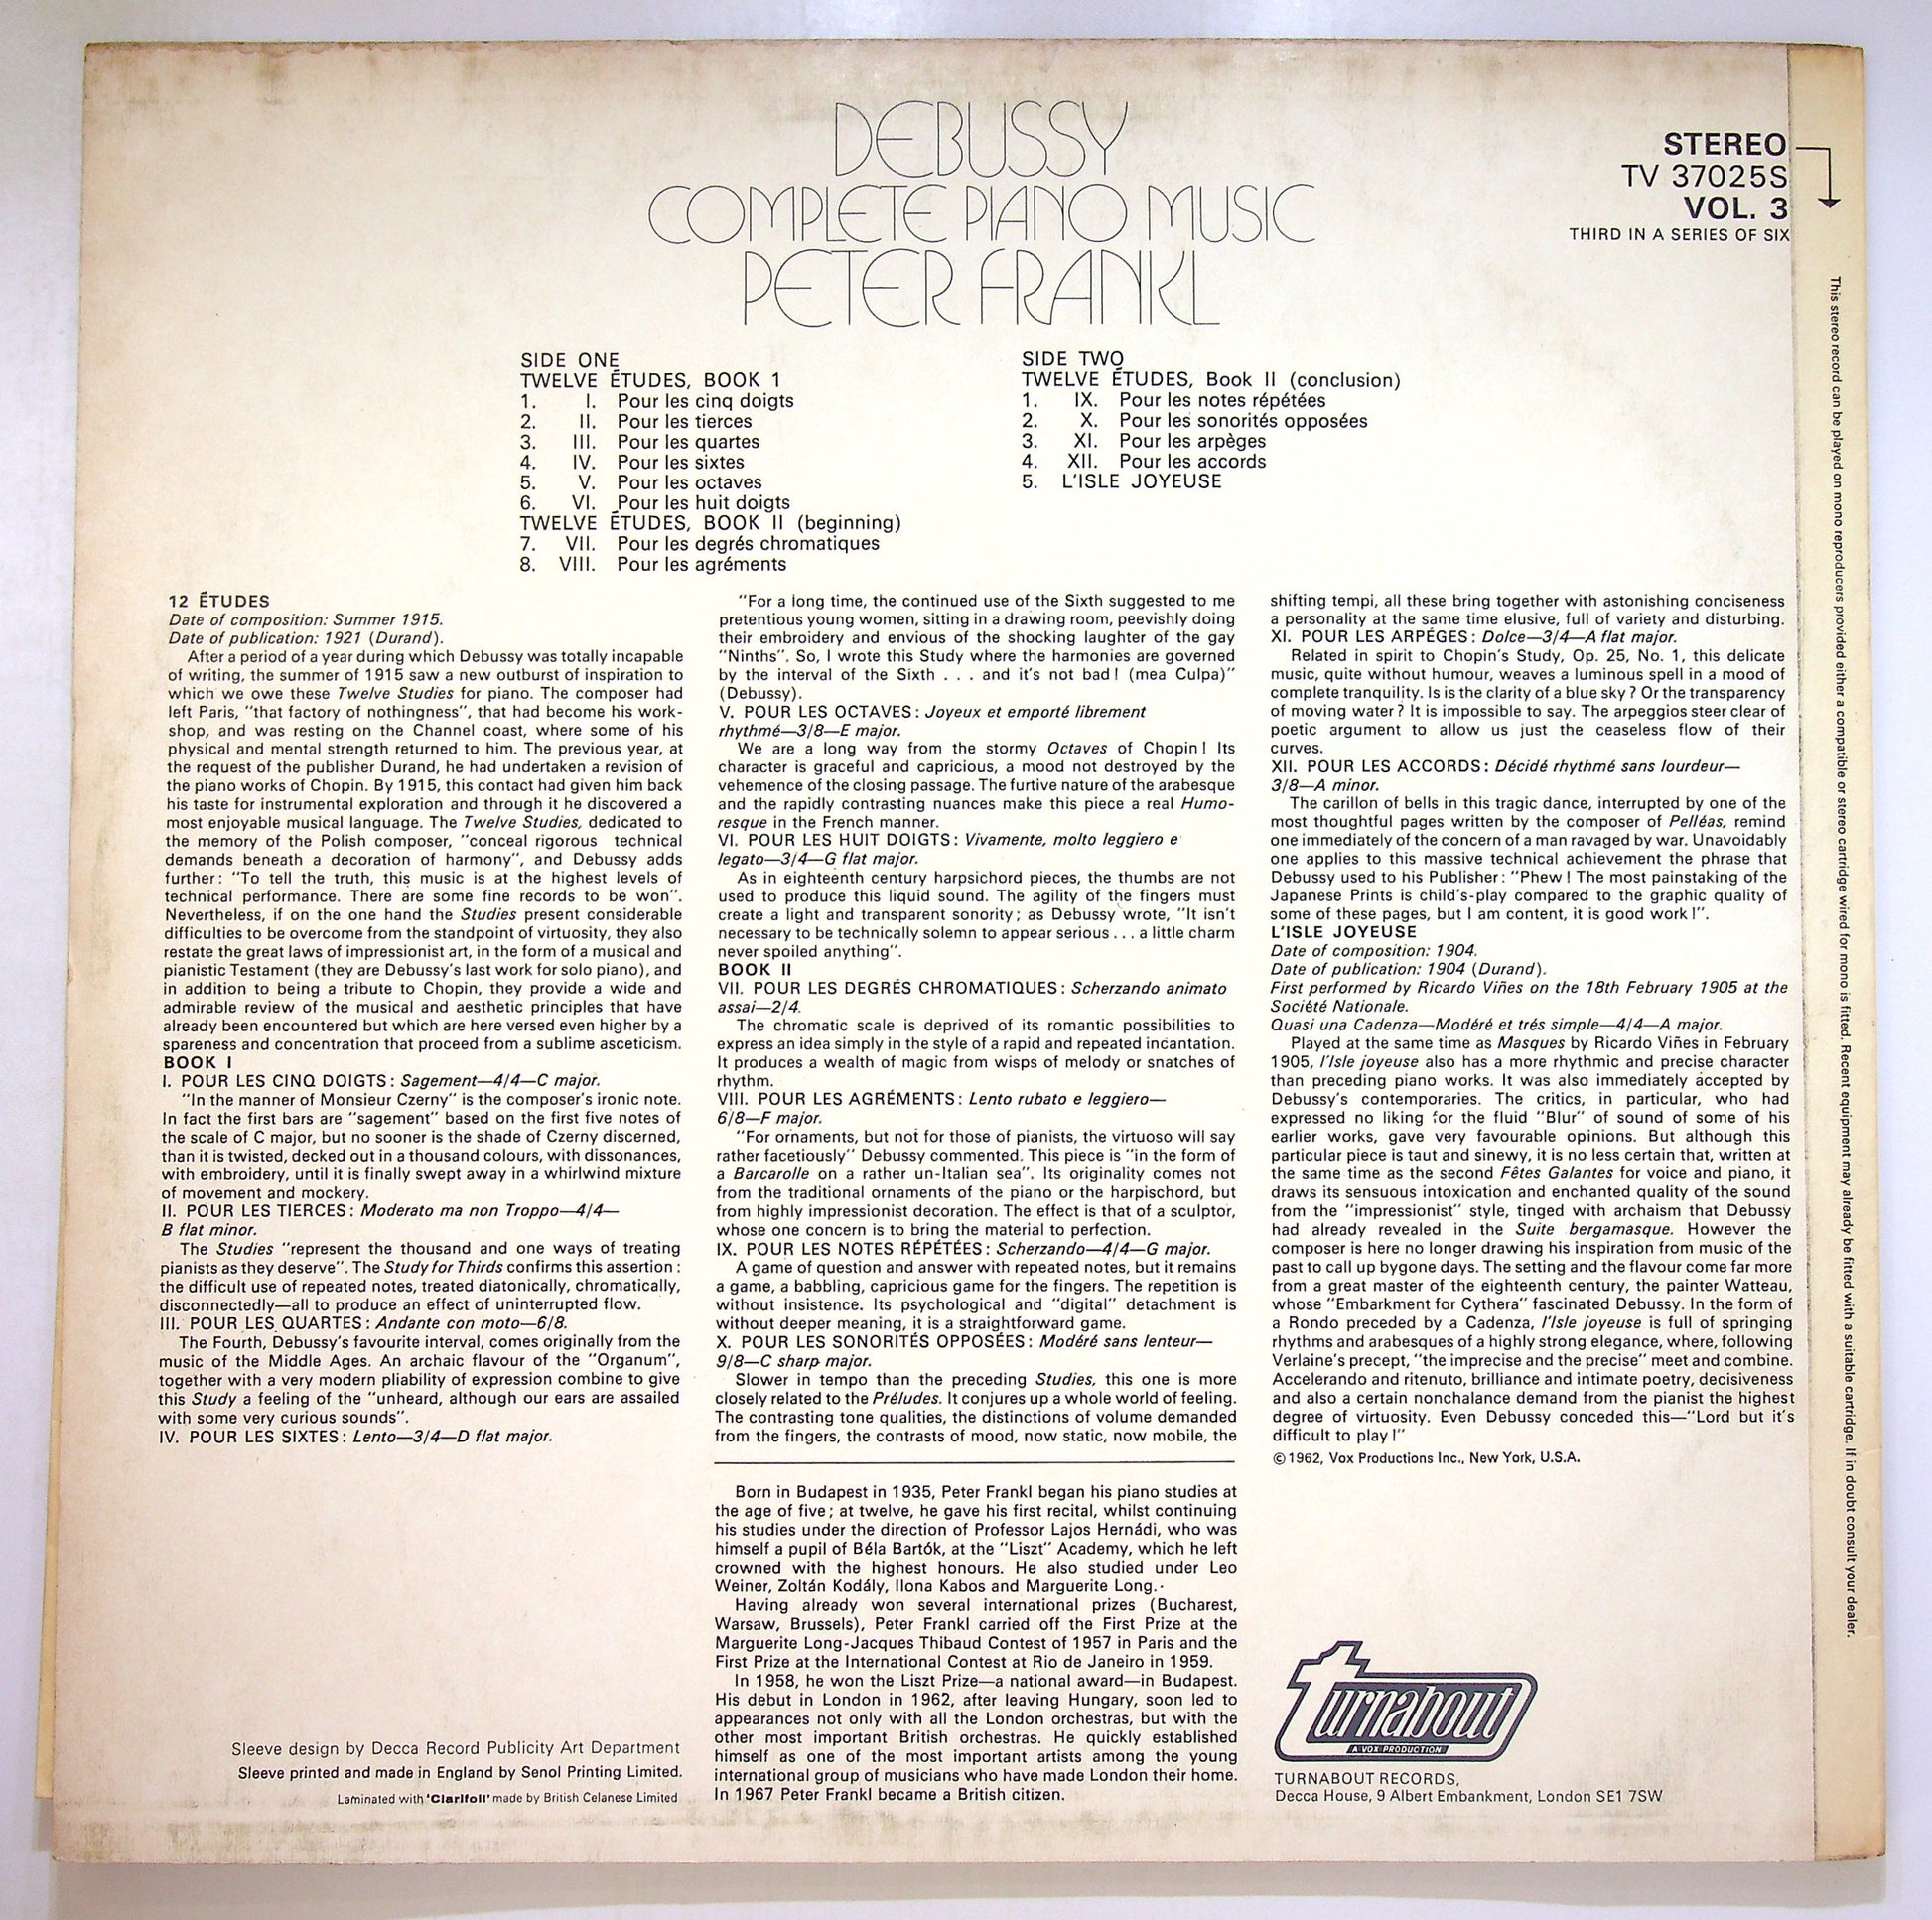 DEBUSSY
COMPLETE PIANO MUSIC
PETER FRANKL
STEREO
TV 37025S
VOL. 3
THIRD IN A SERIES OF SIX
SIDE ONE
TWELVE ÉTUDES, BOOK 1
1. I. Pour les cinq doigts
2. II. Pour les tierces
3. III. Pour les quartes
4. IV. Pour les sixtes
5. V. Pour les octaves
6. VI. Pour les huit doigts
TWELVE ÉTUDES, BOOK II (beginning)
7. VII. Pour les degrés chromatiques
8. VIII. Pour les agréments
SIDE TWO
TWELVE ÉTUDES, Book II (conclusion)
1. IX. Pour les notes répétées
2. X. Pour les sonorités opposées
3. XI. Pour les arpèges
4. XII. Pour les accords
5. L'ISLE JOYEUSE
12 ÉTUDES
Date of composition: Summer 1915.
Date of publication: 1921 (Durand).
After a period of a year during which Debussy was totally incapable
of writing, the summer of 1915 saw a new outburst of inspiration to
which we owe these Twelve Studies for piano. The composer had
left Paris, "that factory of nothingness", that had become his work-
shop, and was resting on the Channel coast, where some of his
physical and mental strength returned to him. The previous year, at
the request of the publisher Durand, he had undertaken a revision of
the piano works of Chopin. By 1915, this contact had given him back
his taste for instrumental exploration and through it he discovered a
most enjoyable musical language. The Twelve Studies, dedicated to
the memory of the Polish composer, "conceal rigorous technical
demands beneath a decoration of harmony", and Debussy adds
further: "To tell the truth, this music is at the highest levels of
technical performance. There are some fine records to be won".
Nevertheless, if on the one hand the Studies present considerable
difficulties to be overcome from the standpoint of virtuosity, they also
restate the great laws of impressionist art, in the form of a musical and
pianistic Testament (they are Debussy's last work for solo piano), and
in addition to being a tribute to Chopin, they provide a wide and
admirable review of the musical and aesthetic principles that have
already been encountered but which are here versed even higher by a
spareness and concentration that proceed from a sublime asceticism.
BOOK I
I. POUR LES CINQ DOIGTS: Sagement—4/4—C major.
"In the manner of Monsieur Czerny" is the composer's ironic note.
In fact the first bars are "sagement" based on the first five notes of
the scale of C major, but no sooner is the shade of Czerny discerned,
than it is twisted, decked out in a thousand colours, with dissonances,
with embroidery, until it is finally swept away in a whirlwind mixture
of movement and mockery.
II. POUR LES TIERCES: Moderato ma non Troppo—4/4—
B flat minor.
The Studies "represent the thousand and one ways of treating
pianists as they deserve". The Study for Thirds confirms this assertion:
the difficult use of repeated notes, treated diatonically, chromatically,
disconnectedly—all to produce an effect of uninterrupted flow.
III. POUR LES QUARTES: Andante con moto—6/8.
The Fourth, Debussy's favourite interval, comes originally from the
music of the Middle Ages. An archaic flavour of the "Organum",
together with a very modern pliability of expression combine to give
this Study a feeling of the "unheard, although our ears are assailed
with some very curious sounds".
IV. POUR LES SIXTES: Lento—3/4—D flat major.
"For a long time, the continued use of the Sixth suggested to me
pretentious young women, sitting in a drawing room, peevishly doing
their embroidery and envious of the shocking laughter of the gay
"Ninths". So, I wrote this Study where the harmonies are governed
by the interval of the Sixth . . . and it's not bad! (mea Culpa)"
(Debussy).
V. POUR LES OCTAVES: Joyeux et emporté librement
rhythmé—3/8—E major.
We are a long way from the stormy Octaves of Chopin! Its
character is graceful and capricious, a mood not destroyed by the
vehemence of the closing passage. The furtive nature of the arabesque
and the rapidly contrasting nuances make this piece a real Humo-
resque in the French manner.
VI. POUR LES HUIT DOIGTS: Vivamente, molto leggiero e
legato—3/4—G flat major.
As in eighteenth century harpsichord pieces, the thumbs are not
used to produce this liquid sound. The agility of the fingers must
create a light and transparent sonority; as Debussy wrote, "It isn't
necessary to be technically solemn to appear serious . . . a little charm
never spoiled anything".
BOOK II
VII. POUR LES DEGRÉS CHROMATIQUES: Scherzando animato
assai—2/4.
The chromatic scale is deprived of its romantic possibilities to
express an idea simply in the style of a rapid and repeated incantation.
It produces a wealth of magic from wisps of melody or snatches of
rhythm.
VIII. POUR LES AGRÉMENTS: Lento rubato e leggiero—
6/8—F major.
"For ornaments, but not for those of pianists, the virtuoso will say
rather facetiously" Debussy commented. This piece is "in the form of
a Barcarolle on a rather un-Italian sea". Its originality comes not
from the traditional ornaments of the piano or the harpischord, but
from highly impressionist decoration. The effect is that of a sculptor,
whose one concern is to bring the material to perfection.
IX. POUR LES NOTES RÉPÉTÉES: Scherzando—4/4—G major.
A game of question and answer with repeated notes, but it remains
a game, a babbling, capricious game for the fingers. The repetition is
without insistence. Its psychological and "digital" detachment is
without deeper meaning, it is a straightforward game.
X. POUR LES SONORITÉS OPPOSÉES: Modéré sans lenteur—
9/8—C sharp major.
Slower in tempo than the preceding Studies, this one is more
closely related to the Préludes. It conjures up a whole world of feeling.
The contrasting tone qualities, the distinctions of volume demanded
from the fingers, the contrasts of mood, now static, now mobile, the
shifting tempi, all these bring together with astonishing conciseness
a personality at the same time elusive, full of variety and disturbing.
XI. POUR LES ARPÉGES: Dolce—3/4—A flat major.
Related in spirit to Chopin's Study, Op. 25, No. 1, this delicate
music, quite without humour, weaves a luminous spell in a mood of
complete tranquility. Is is the clarity of a blue sky? Or the transparency
of moving water? It is impossible to say. The arpeggios steer clear of
poetic argument to allow us just the ceaseless flow of their
curves.
XII. POUR LES ACCORDS: Décidé rhythmé sans lourdeur—
3/8—A minor.
The carillon of bells in this tragic dance, interrupted by one of the
most thoughtful pages written by the composer of Pelléas, remind
one immediately of the concern of a man ravaged by war. Unavoidably
one applies to this massive technical achievement the phrase that
Debussy used to his Publisher: "Phew! The most painstaking of the
Japanese Prints is child's-play compared to the graphic quality of
some of these pages, but I am content, it is good work!".
L'ISLE JOYEUSE
Date of composition: 1904.
Date of publication: 1904 (Durand).
First performed by Ricardo Viñes on the 18th February 1905 at the
Société Nationale.
Quasi una Cadenza—Modéré et trés simple—4/4—A major.
Played at the same time as Masques by Ricardo Viñes in February
1905, l'Isle joyeuse also has a more rhythmic and precise character
than preceding piano works. It was also immediately accepted by
Debussy's contemporaries. The critics, in particular, who had
expressed no liking for the fluid "Blur" of sound of some of his
earlier works, gave very favourable opinions. But although this
particular piece is taut and sinewy, it is no less certain that, written at
the same time as the second Fêtes Galantes for voice and piano, it
draws its sensuous intoxication and enchanted quality of the sound
from the "impressionist" style, tinged with archaism that Debussy
had already revealed in the Suite bergamasque. However the
composer is here no longer drawing his inspiration from music of the
past to call up bygone days. The setting and the flavour come far more
from a great master of the eighteenth century, the painter Watteau,
whose "Embarkment for Cythera" fascinated Debussy. In the form of
a Rondo preceded by a Cadenza, l'Isle joyeuse is full of springing
rhythms and arabesques of a highly strong elegance, where, following
Verlaine's precept, "the imprecise and the precise" meet and combine.
Accelerando and ritenuto, brilliance and intimate poetry, decisiveness
and also a certain nonchalance demand from the pianist the highest
degree of virtuosity. Even Debussy conceded this—"Lord but it's
difficult to play!"
© 1962, Vox Productions Inc., New York, U.S.A.
Born in Budapest in 1935, Peter Frankl began his piano studies at
the age of five; at twelve, he gave his first recital, whilst continuing
his studies under the direction of Professor Lajos Hernádi, who was
himself a pupil of Béla Bartók, at the "Liszt" Academy, which he left
crowned with the highest honours. He also studied under Leo
Weiner, Zoltán Kodály, Ilona Kabos and Marguerite Long.
Having already won several international prizes (Bucharest,
Warsaw, Brussels), Peter Frankl carried off the First Prize at the
Marguerite Long-Jacques Thibaud Contest of 1957 in Paris and the
First Prize at the International Contest at Rio de Janeiro in 1959.
In 1958, he won the Liszt Prize—a national award—in Budapest.
His debut in London in 1962, after leaving Hungary, soon led to
appearances not only with all the London orchestras, but with the
other most important British orchestras. He quickly established
himself as one of the most important artists among the young
international group of musicians who have made London their home.
In 1967 Peter Frankl became a British citizen.
Sleeve design by Decca Record Publicity Art Department
Sleeve printed and made in England by Senol Printing Limited.
Laminated with 'Clarifoil' made by British Celanese Limited
turnabout
A VOX PRODUCTION
TURNABOUT RECORDS,
Decca House, 9 Albert Embankment, London SE1 7SW
This stereo record can be played on mono reproducers provided either a compatible or stereo cartridge wired for mono is fitted. Recent equipment may already be fitted with a suitable cartridge. If in doubt consult your dealer.